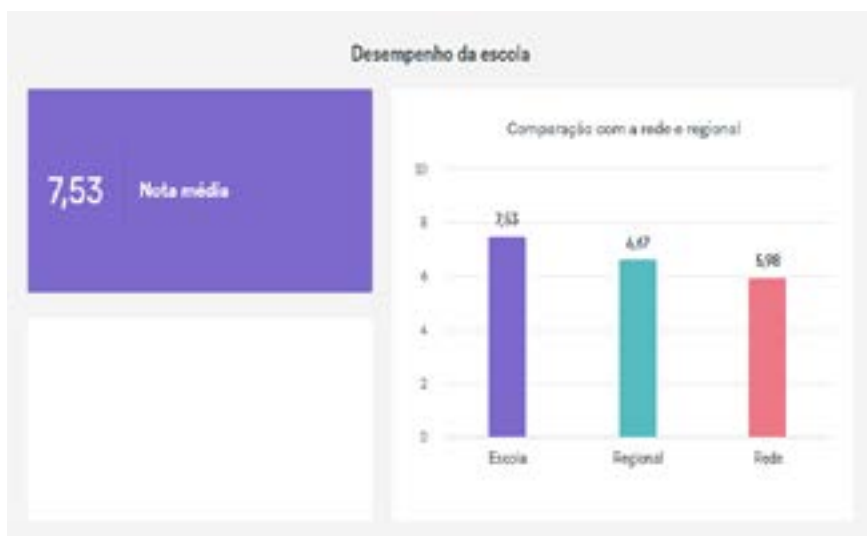 Desempenho da escola
7,53 Nota média
Comparação com a rede e regional
10
8
6
4
2
0
7,53
6,67
5,98
Escola Regional Rede